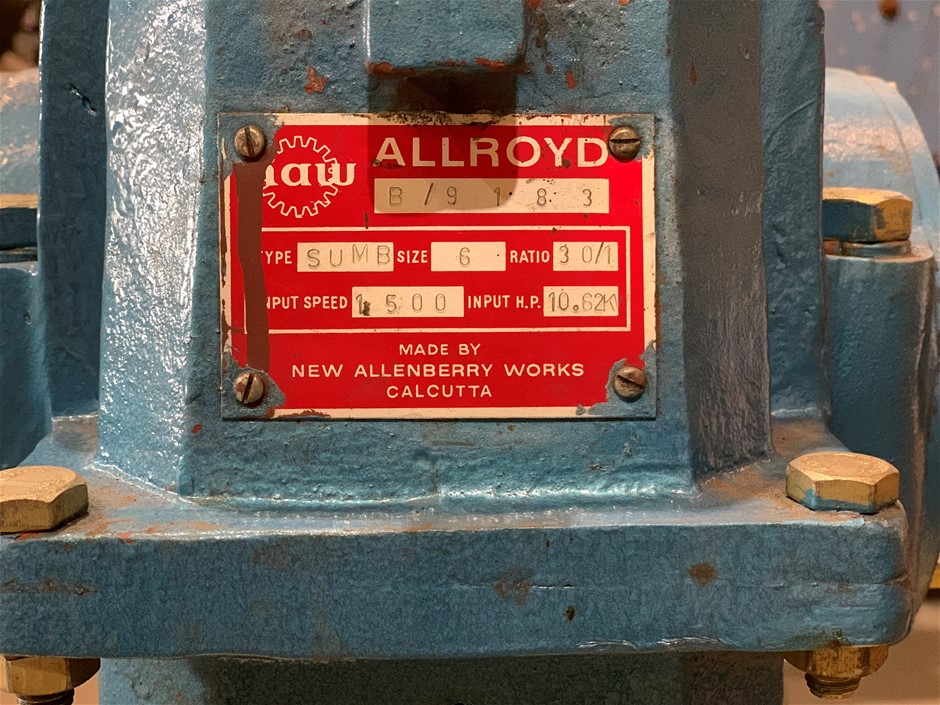 naw
ALLROYD
B/9183
TYPE SUMB SIZE 6 RATIO 30/1
INPUT SPEED 1500 INPUT H.P. 10.62KW
MADE BY
NEW ALLENBERRY WORKS
CALCUTTA